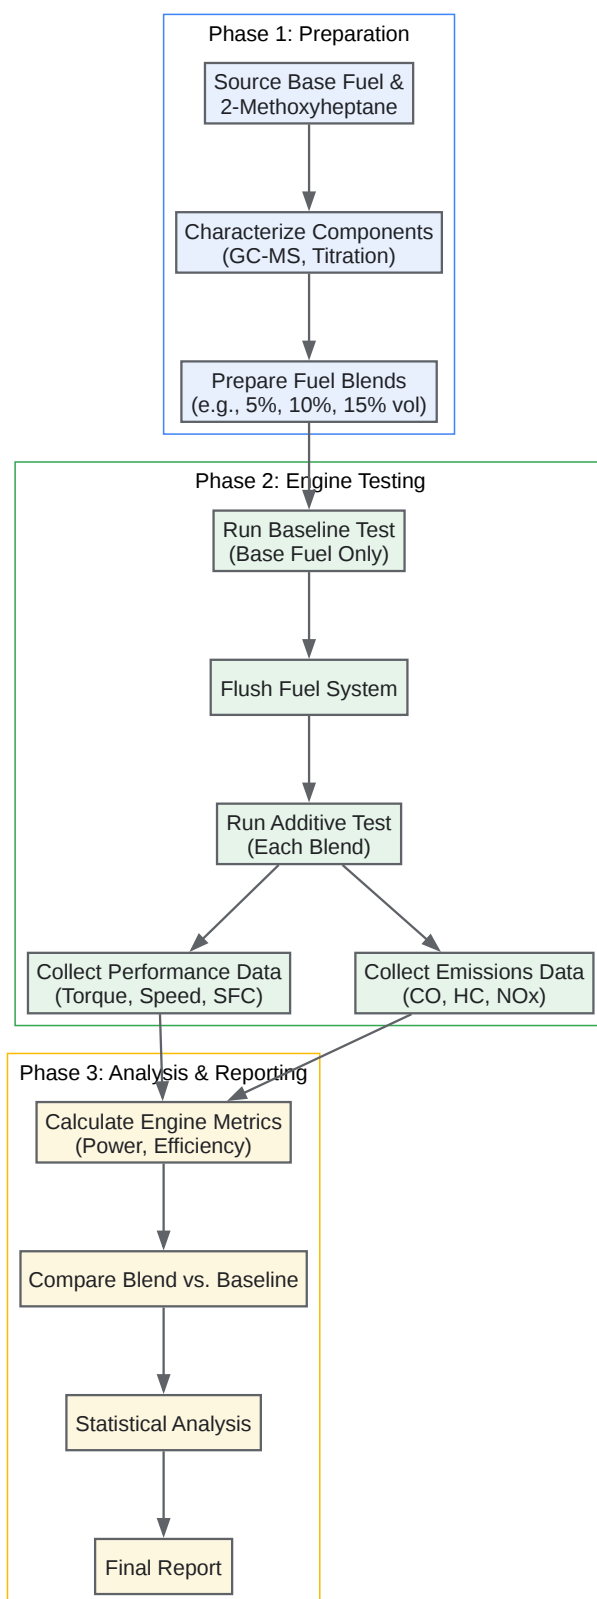 Phase 1: Preparation
Source Base Fuel &
2-Methoxyheptane
Characterize Components
(GC-MS, Titration)
Prepare Fuel Blends
(e.g., 5%, 10%, 15% vol)
Phase 2: Engine Testing
Run Baseline Test
(Base Fuel Only)
Flush Fuel System
Run Additive Test
(Each Blend)
Collect Performance Data
(Torque, Speed, SFC)
Collect Emissions Data
(CO, HC, NOx)
Phase 3: Analysis & Reporting
Calculate Engine Metrics
(Power, Efficiency)
Compare Blend vs. Baseline
Statistical Analysis
Final Report